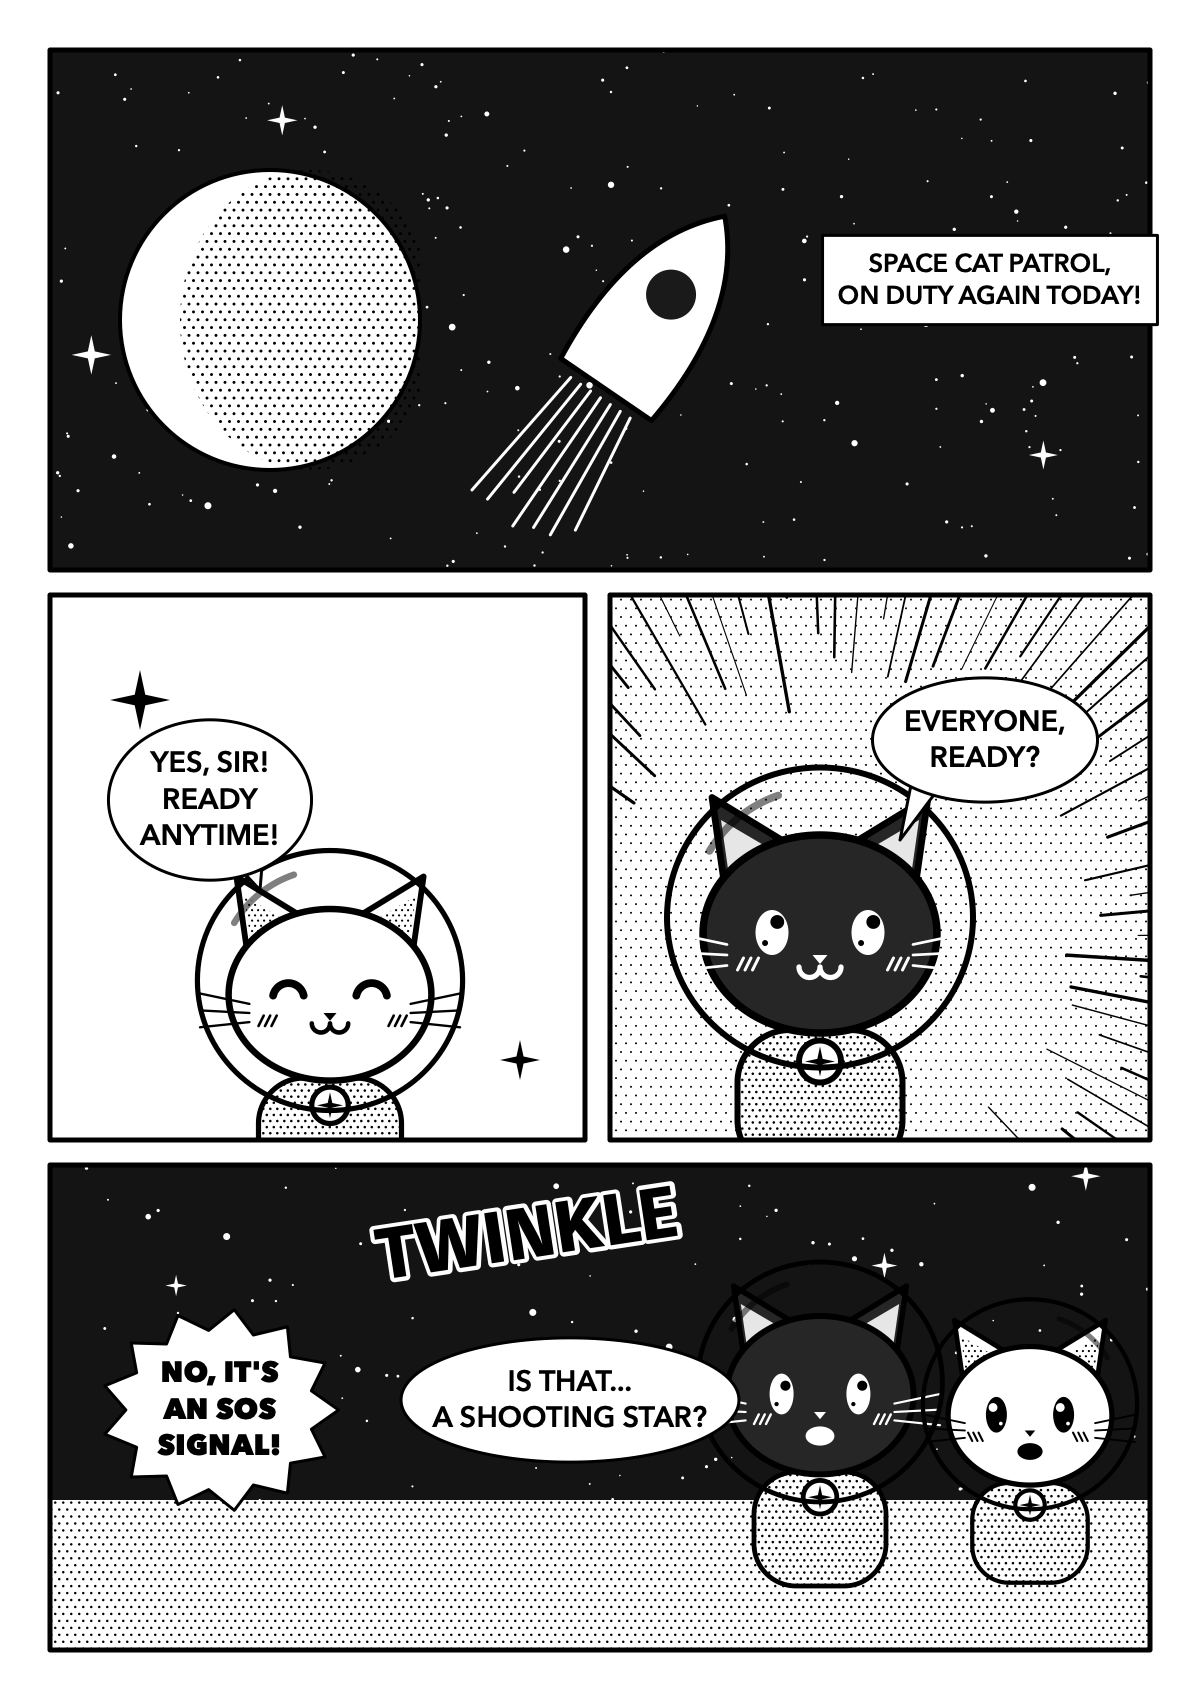 SPACE CAT PATROL,
ON DUTY AGAIN TODAY!
EVERYONE,
READY?
YES, SIR!
READY
ANYTIME!
TWINKLE
IS THAT...
A SHOOTING STAR?
NO, IT'S
AN SOS
SIGNAL!